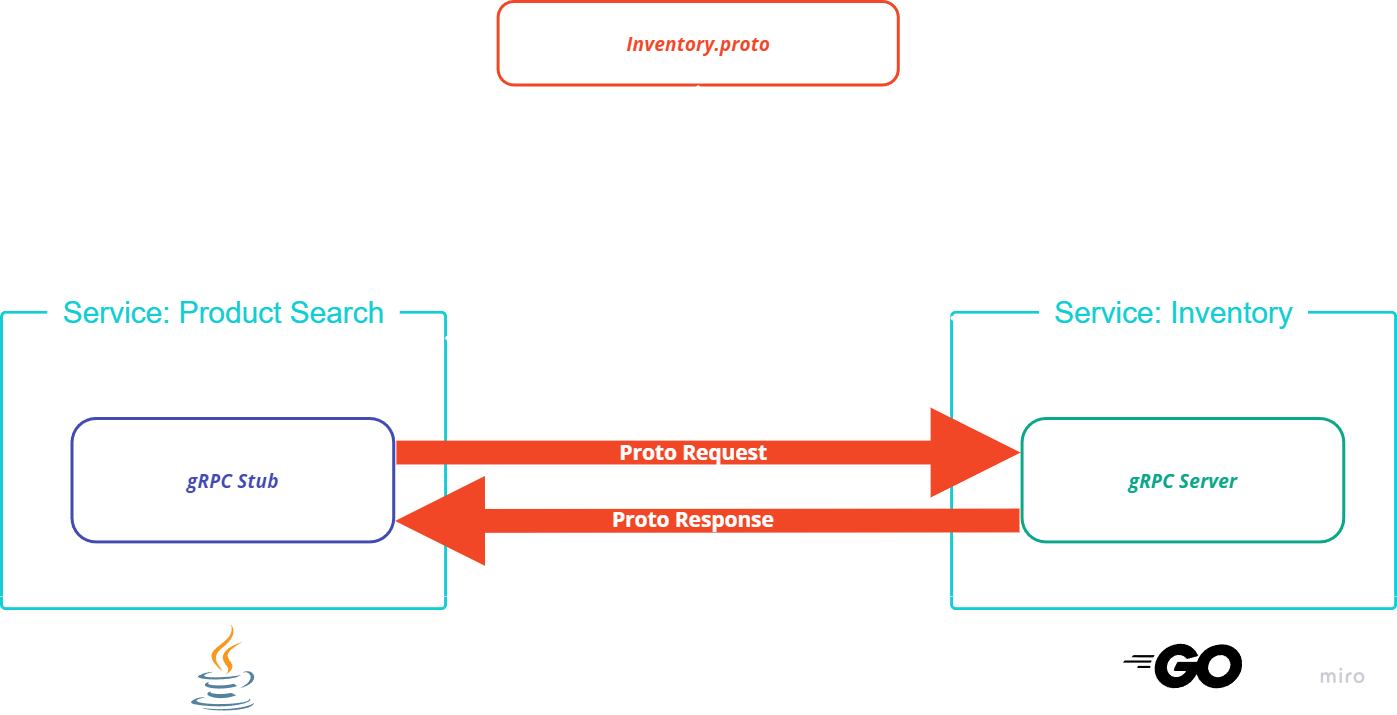 Inventory.proto
Service: Product Search
Service: Inventory
Proto Request
gRPC Stub
gRPC Server
Proto Response
GO
miro